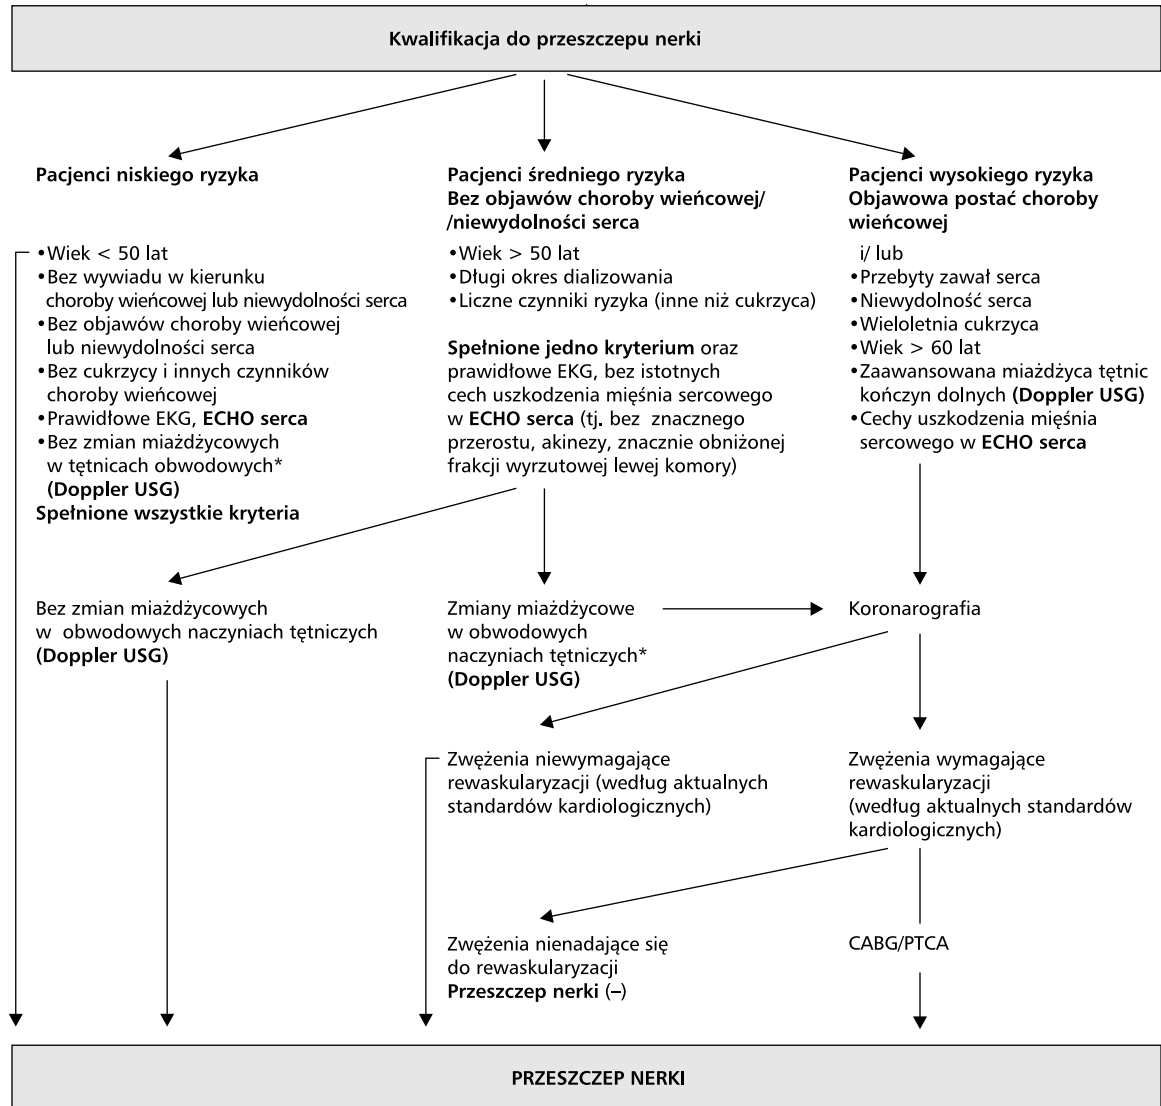 Kwalifikacja do przeszczepu nerki
Pacjenci niskiego ryzyka
•Wiek < 50 lat
•Bez wywiadu w kierunku
choroby wieńcowej lub niewydolności serca
•Bez objawów choroby wieńcowej
lub niewydolności serca
•Bez cukrzycy i innych czynników
choroby wieńcowej
•Prawidłowe EKG, ECHO serca
•Bez zmian miażdżycowych
w tętnicach obwodowych*
(Doppler USG)
Spełnione wszystkie kryteria
Pacjenci średniego ryzyka
Bez objawów choroby wieńcowej/
/niewydolności serca
•Wiek > 50 lat
•Długi okres dializowania
•Liczne czynniki ryzyka (inne niż cukrzyca)
Spełnione jedno kryterium oraz
prawidłowe EKG, bez istotnych
cech uszkodzenia mięśnia sercowego
w ECHO serca (tj. bez znacznego
przerostu, akinezy, znacznie obniżonej
frakcji wyrzutowej lewej komory)
Pacjenci wysokiego ryzyka
Objawowa postać choroby
wieńcowej
i/ lub
•Przebyty zawał serca
•Niewydolność serca
•Wieloletnia cukrzyca
•Wiek > 60 lat
•Zaawansowana miażdżyca tętnic
kończyn dolnych (Doppler USG)
•Cechy uszkodzenia mięśnia
sercowego w ECHO serca
Bez zmian miażdżycowych
w obwodowych naczyniach tętniczych
(Doppler USG)
Zmiany miażdżycowe
w obwodowych
naczyniach tętniczych*
(Doppler USG)
Koronarografia
Zwężenia niewymagające
rewaskularyzacji (według aktualnych
standardów kardiologicznych)
Zwężenia wymagające
rewaskularyzacji
(według aktualnych standardów
kardiologicznych)
Zwężenia nienadające się
do rewaskularyzacji
Przeszczep nerki (–)
CABG/PTCA
PRZESZCZEP NERKI